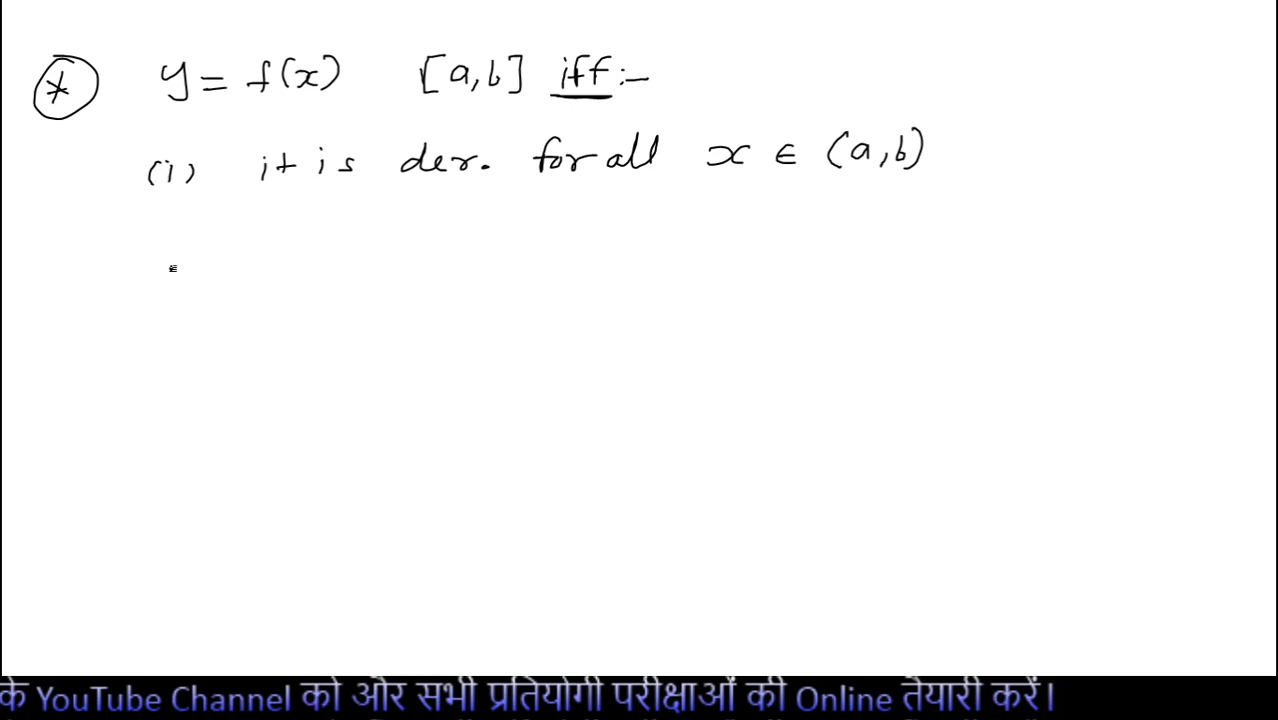 * y = f(x) [a,b] iff :-
(i) it is der. for all x ∈ (a,b)
के YouTube Channel को और सभी प्रतियोगी परीक्षाओं की Online तैयारी करें।